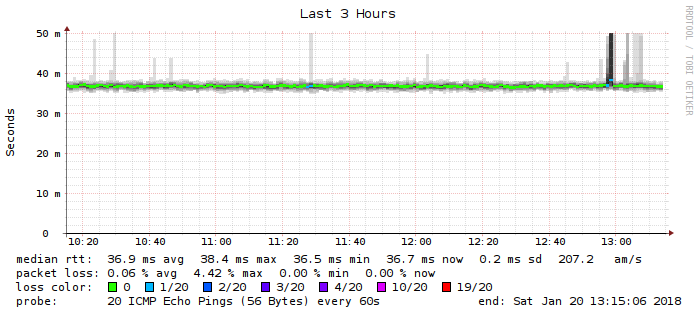 Last 3 Hours
RRDTOOL / TOBI OETIKER
Seconds
50 m
40 m
30 m
20 m
10 m
0
10:20 10:40 11:00 11:20 11:40 12:00 12:20 12:40 13:00
median rtt: 36.9 ms avg 38.4 ms max 36.5 ms min 36.7 ms now 0.2 ms sd 207.2 am/s
packet loss: 0.06 % avg 4.42 % max 0.00 % min 0.00 % now
loss color: 0 1/20 2/20 3/20 4/20 10/20 19/20
probe: 20 ICMP Echo Pings (56 Bytes) every 60s end: Sat Jan 20 13:15:06 2018